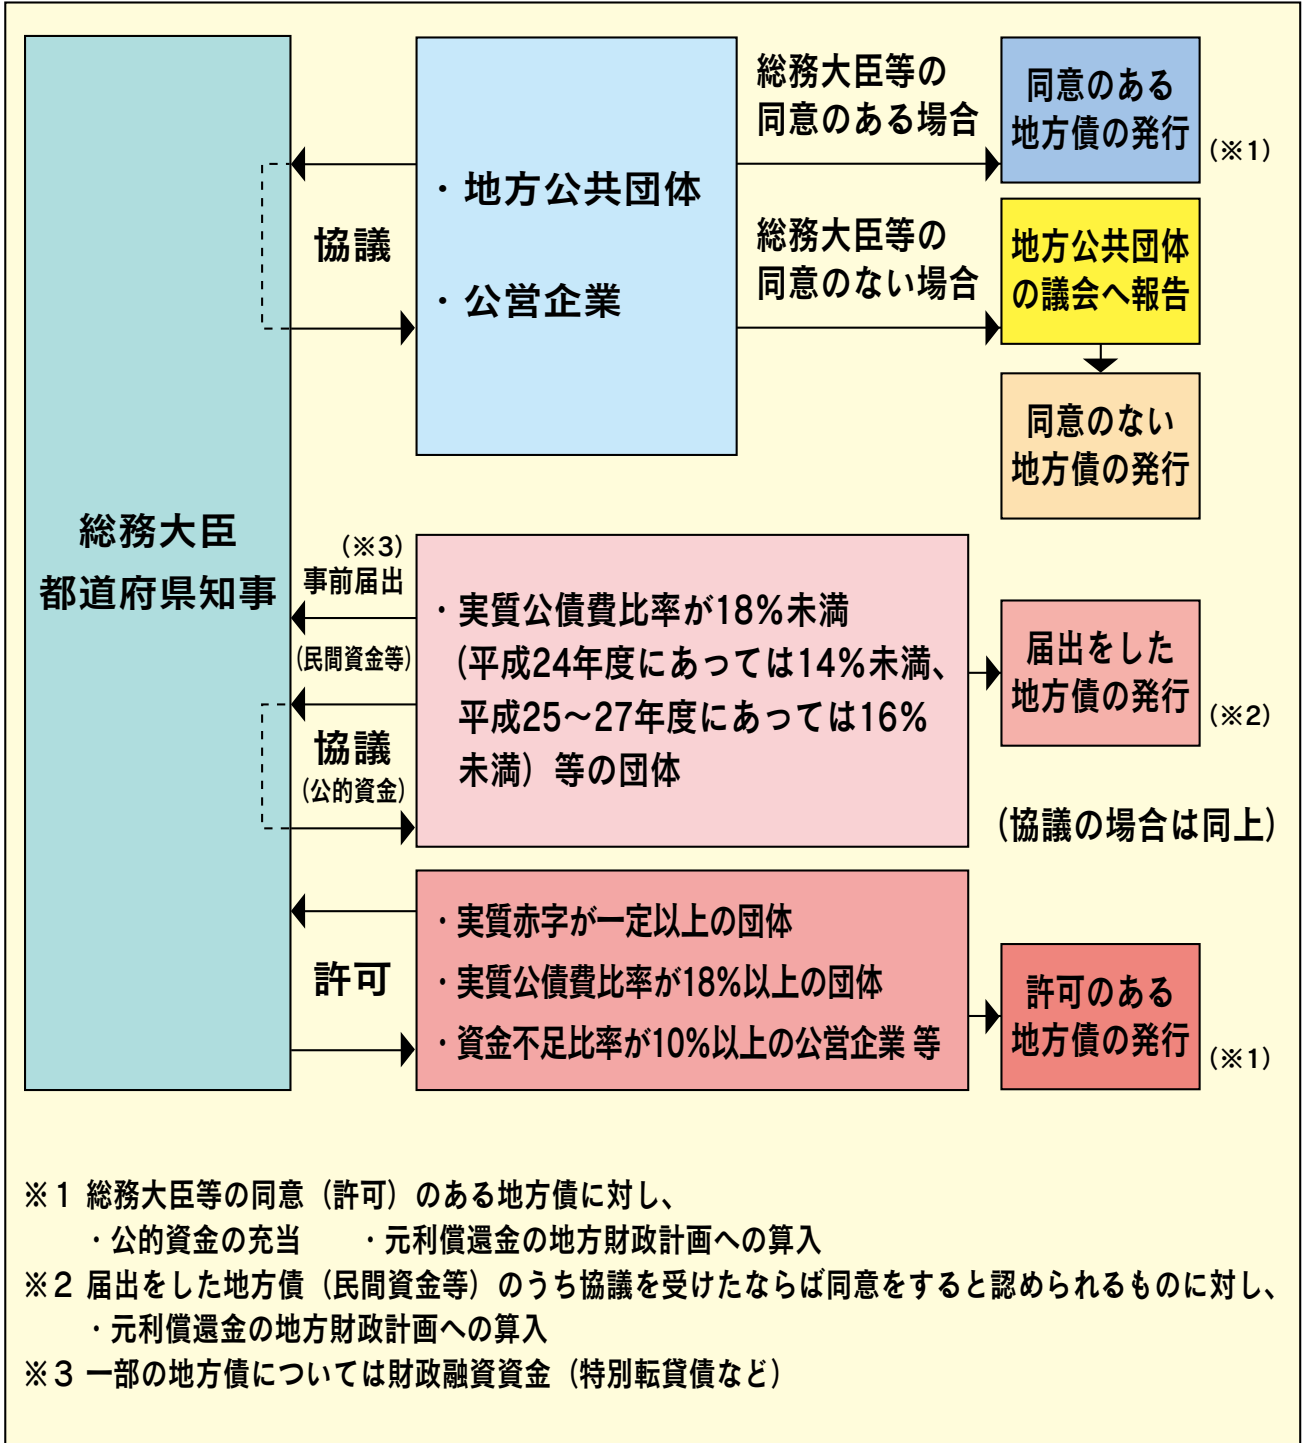 総務大臣
都道府県知事
協議
・地方公共団体
・公営企業
総務大臣等の
同意のある場合
同意のある
地方債の発行
(※1)
総務大臣等の
同意のない場合
地方公共団体
の議会へ報告
同意のない
地方債の発行
(※3)
事前届出
(民間資金等)
協議
(公的資金)
・実質公債費比率が18%未満
(平成24年度にあっては14%未満、
平成25～27年度にあっては16%
未満）等の団体
届出をした
地方債の発行
(※2)
(協議の場合は同上)
許可
・実質赤字が一定以上の団体
・実質公債費比率が18%以上の団体
・資金不足比率が10%以上の公営企業 等
許可のある
地方債の発行
(※1)
※1 総務大臣等の同意（許可）のある地方債に対し、
・公的資金の充当　・元利償還金の地方財政計画への算入
※2 届出をした地方債（民間資金等）のうち協議を受けたならば同意をすると認められるものに対し、
・元利償還金の地方財政計画への算入
※3 一部の地方債については財政融資資金（特別転貸債など）